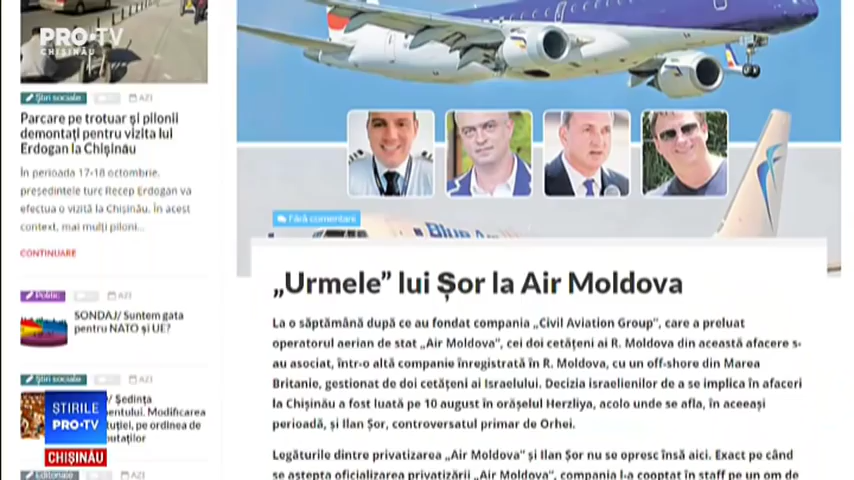 PRO•TV
CHIȘINĂU
Știri sociale
AZI
Parcare pe trotuar și pilonii
demontați pentru vizita lui
Erdogan la Chișinău
În perioada 17-18 octombrie,
președintele turc Recep Erdogan va
efectua o vizită la Chișinău. În acest
context, mai mulți piloni...
CONTINUARE
Politic
AZI
SONDAJ/ Suntem gata
pentru NATO și UE?
Știri sociale
AZI
/ Ședința
mentului. Modificarea
tuției, pe ordinea de
putaților
Editoriale
AZI
ȘTIRILE
PRO•TV
CHIȘINĂU
Fără comentarii
Blue Air
„Urmele” lui Șor la Air Moldova
La o săptămână după ce au fondat compania „Civil Aviation Group”, care a preluat
operatorul aerian de stat „Air Moldova”, cei doi cetățeni ai R. Moldova din această afacere s-
au asociat, într-o altă companie înregistrată în R. Moldova, cu un off-shore din Marea
Britanie, gestionat de doi cetățeni ai Israelului. Decizia israelienilor de a se implica în afaceri
la Chișinău a fost luată pe 10 august în orășelul Herzliya, acolo unde se afla, în aceeași
perioadă, și Ilan Șor, controversatul primar de Orhei.
Legăturile dintre privatizarea „Air Moldova” și Ilan Șor nu se opresc însă aici. Exact pe când
se aștepta oficializarea privatizării „Air Moldova”, compania l-a cooptat în staff pe un om de